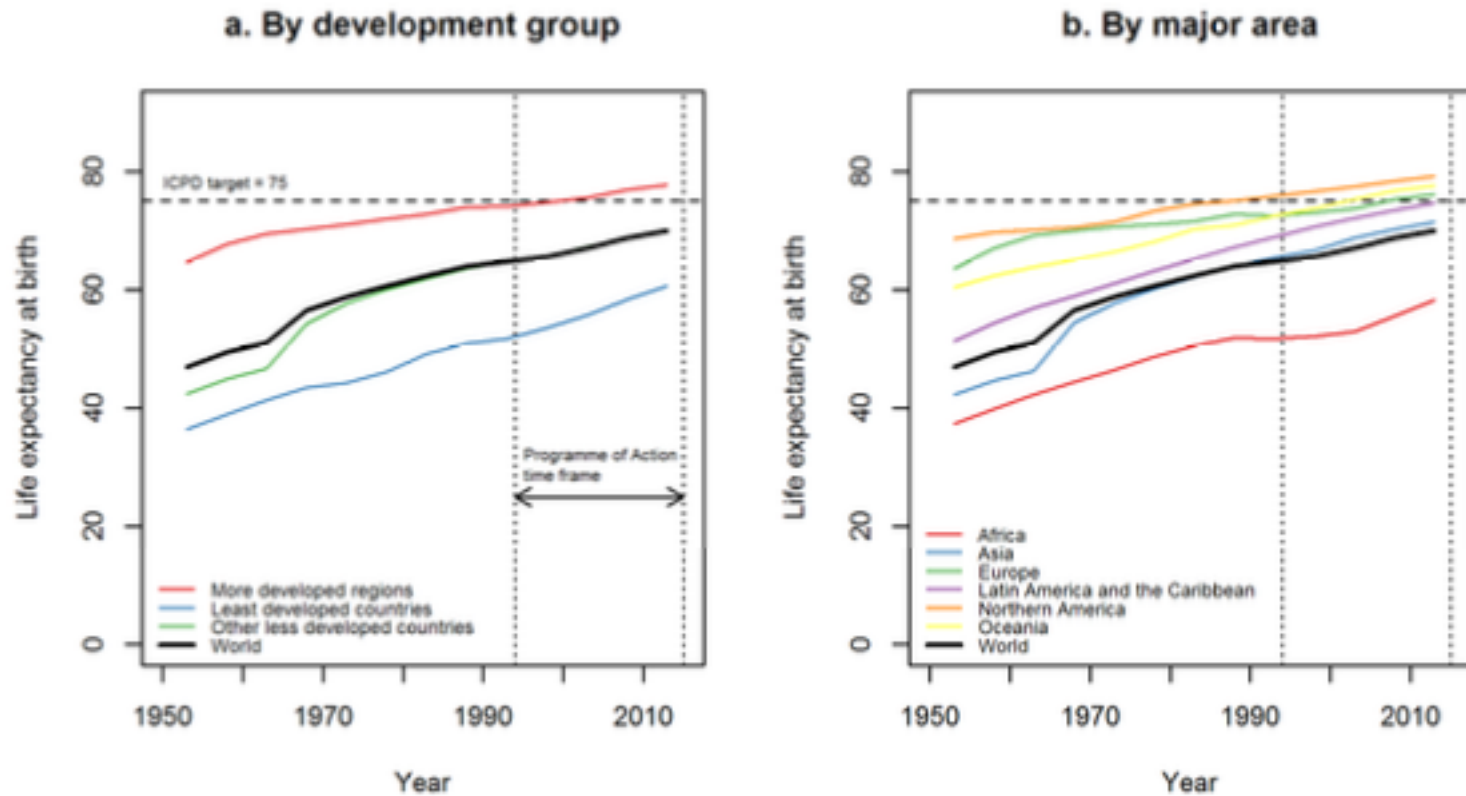 a. By development group
Life expectancy at birth
80
60
40
20
0
ICPD target = 75
Programme of Action
time frame
More developed regions
Least developed countries
Other less developed countries
World
1950
1970
1990
2010
Year
b. By major area
Life expectancy at birth
80
60
40
20
0
Africa
Asia
Europe
Latin America and the Caribbean
Northern America
Oceania
World
1950
1970
1990
2010
Year